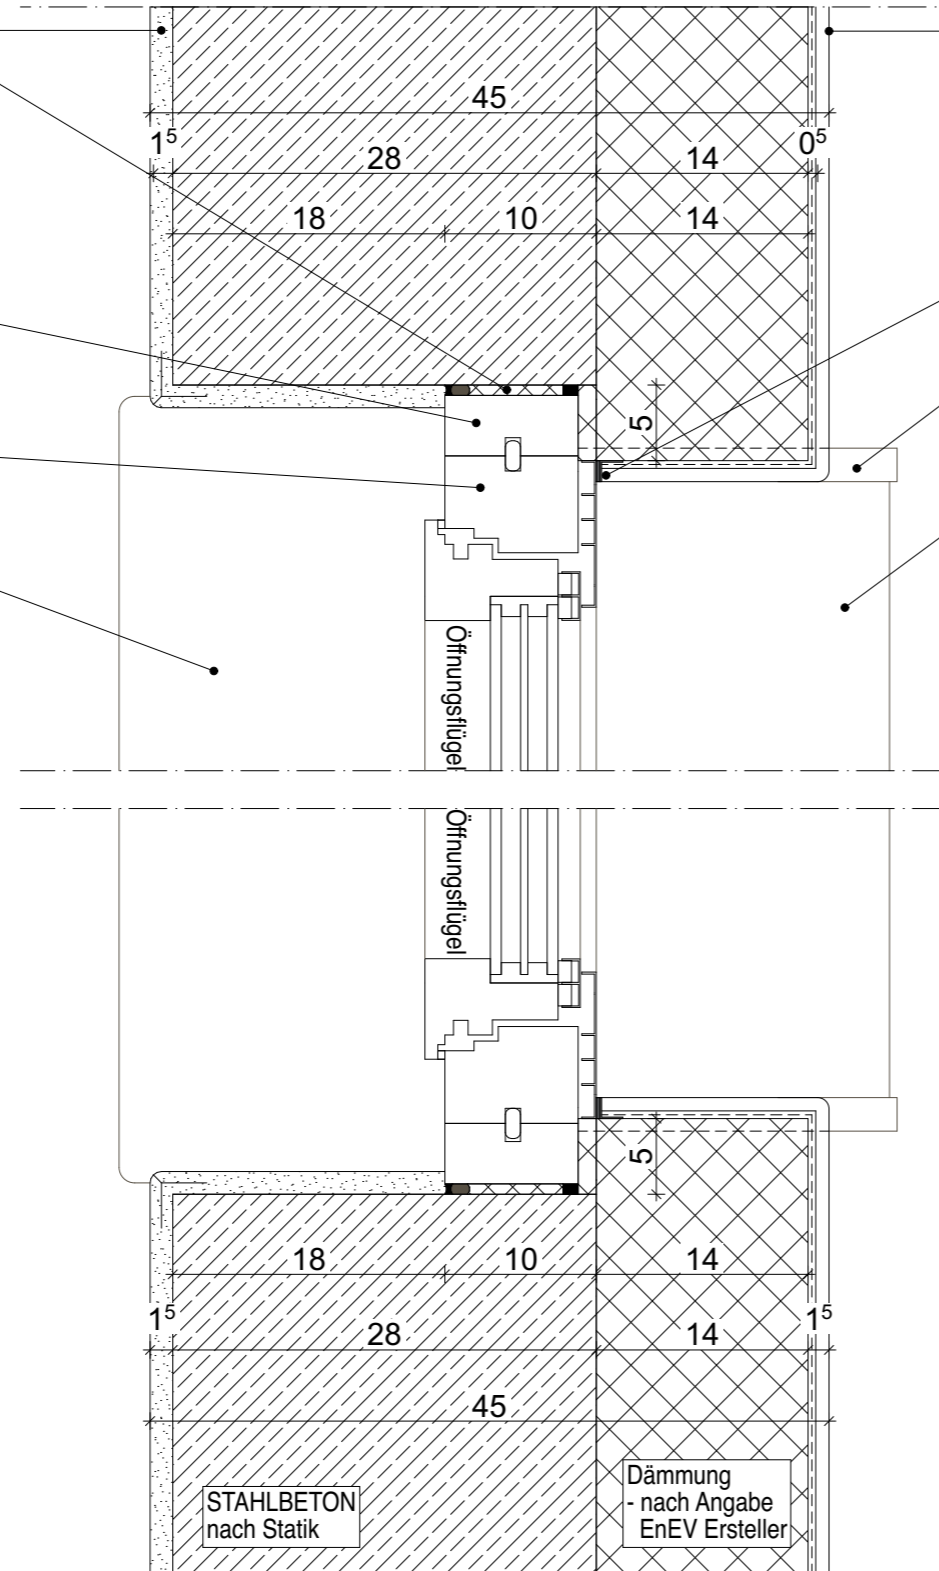 45
1⁵
0⁵
28
14
18
10
14
5
Öffnungsflügel
Öffnungsflügel
5
18
10
14
1⁵
1⁵
28
14
45
STAHLBETON
nach Statik
Dämmung
- nach Angabe
EnEV Ersteller